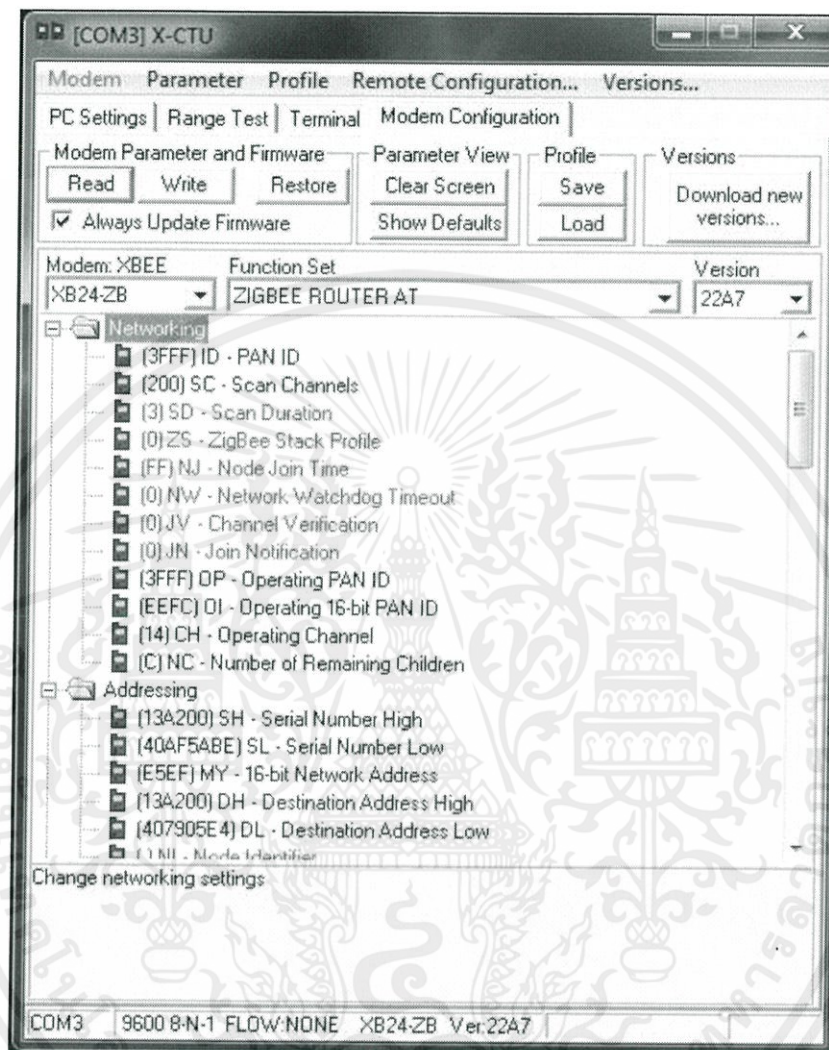 [COM3] X-CTU
Modem Parameter Profile Remote Configuration... Versions...
PC Settings Range Test Terminal Modem Configuration
Modem Parameter and Firmware Parameter View Profile Versions
Read Write Restore Clear Screen Save Download new versions...
Always Update Firmware Show Defaults Load
Modem: XBEE Function Set Version
XB24-ZB ZIGBEE ROUTER AT 22A7
Networking
(3FFF) ID - PAN ID
(200) SC - Scan Channels
(3) SD - Scan Duration
(0) ZS - ZigBee Stack Profile
(FF) NJ - Node Join Time
(0) NW - Network Watchdog Timeout
(0) JV - Channel Verification
(0) JN - Join Notification
(3FFF) OP - Operating PAN ID
(EEFC) OI - Operating 16-bit PAN ID
(14) CH - Operating Channel
(C) NC - Number of Remaining Children
Addressing
(13A200) SH - Serial Number High
(40AF5ABE) SL - Serial Number Low
(E5EF) MY - 16-bit Network Address
(13A200) DH - Destination Address High
(407905E4) DL - Destination Address Low
( ) NI - Node Identifier
Change networking settings
COM3 9600 8-N-1 FLOW:NONE XB24-ZB Ver:22A7